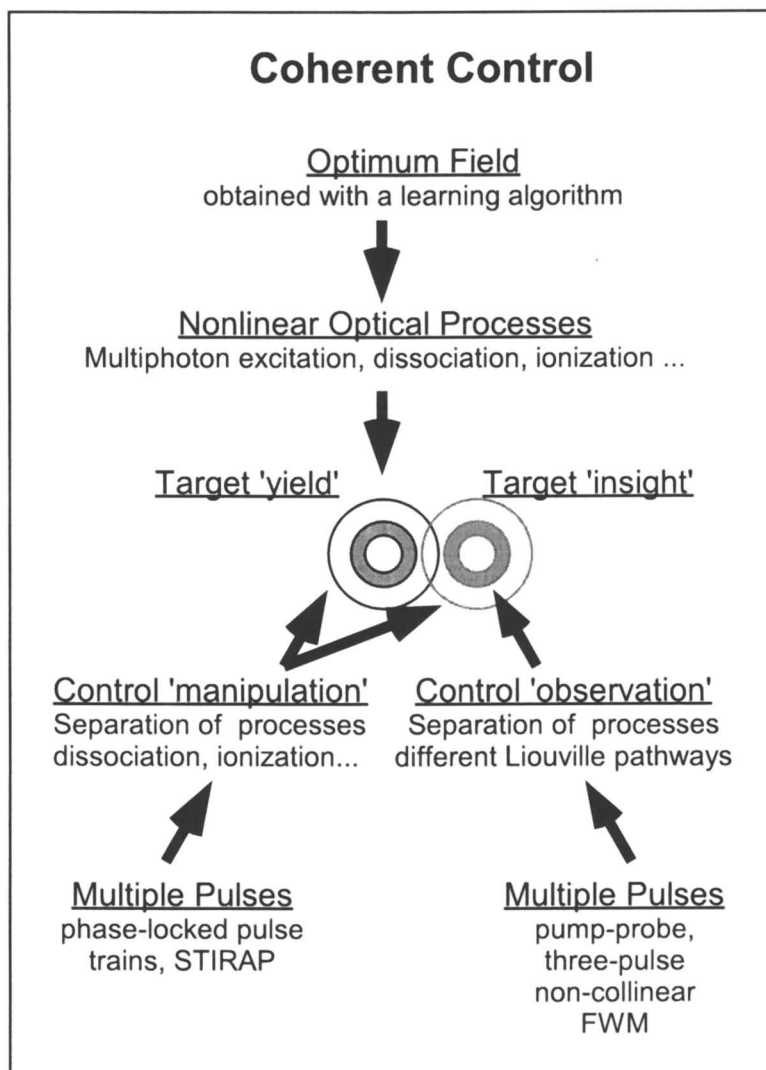 Coherent Control
Optimum Field
obtained with a learning algorithm
Nonlinear Optical Processes
Multiphoton excitation, dissociation, ionization ...
Target 'yield'
Target 'insight'
Control 'manipulation'
Separation of processes
dissociation, ionization...
Control 'observation'
Separation of processes
different Liouville pathways
Multiple Pulses
phase-locked pulse
trains, STIRAP
Multiple Pulses
pump-probe,
three-pulse
non-collinear
FWM